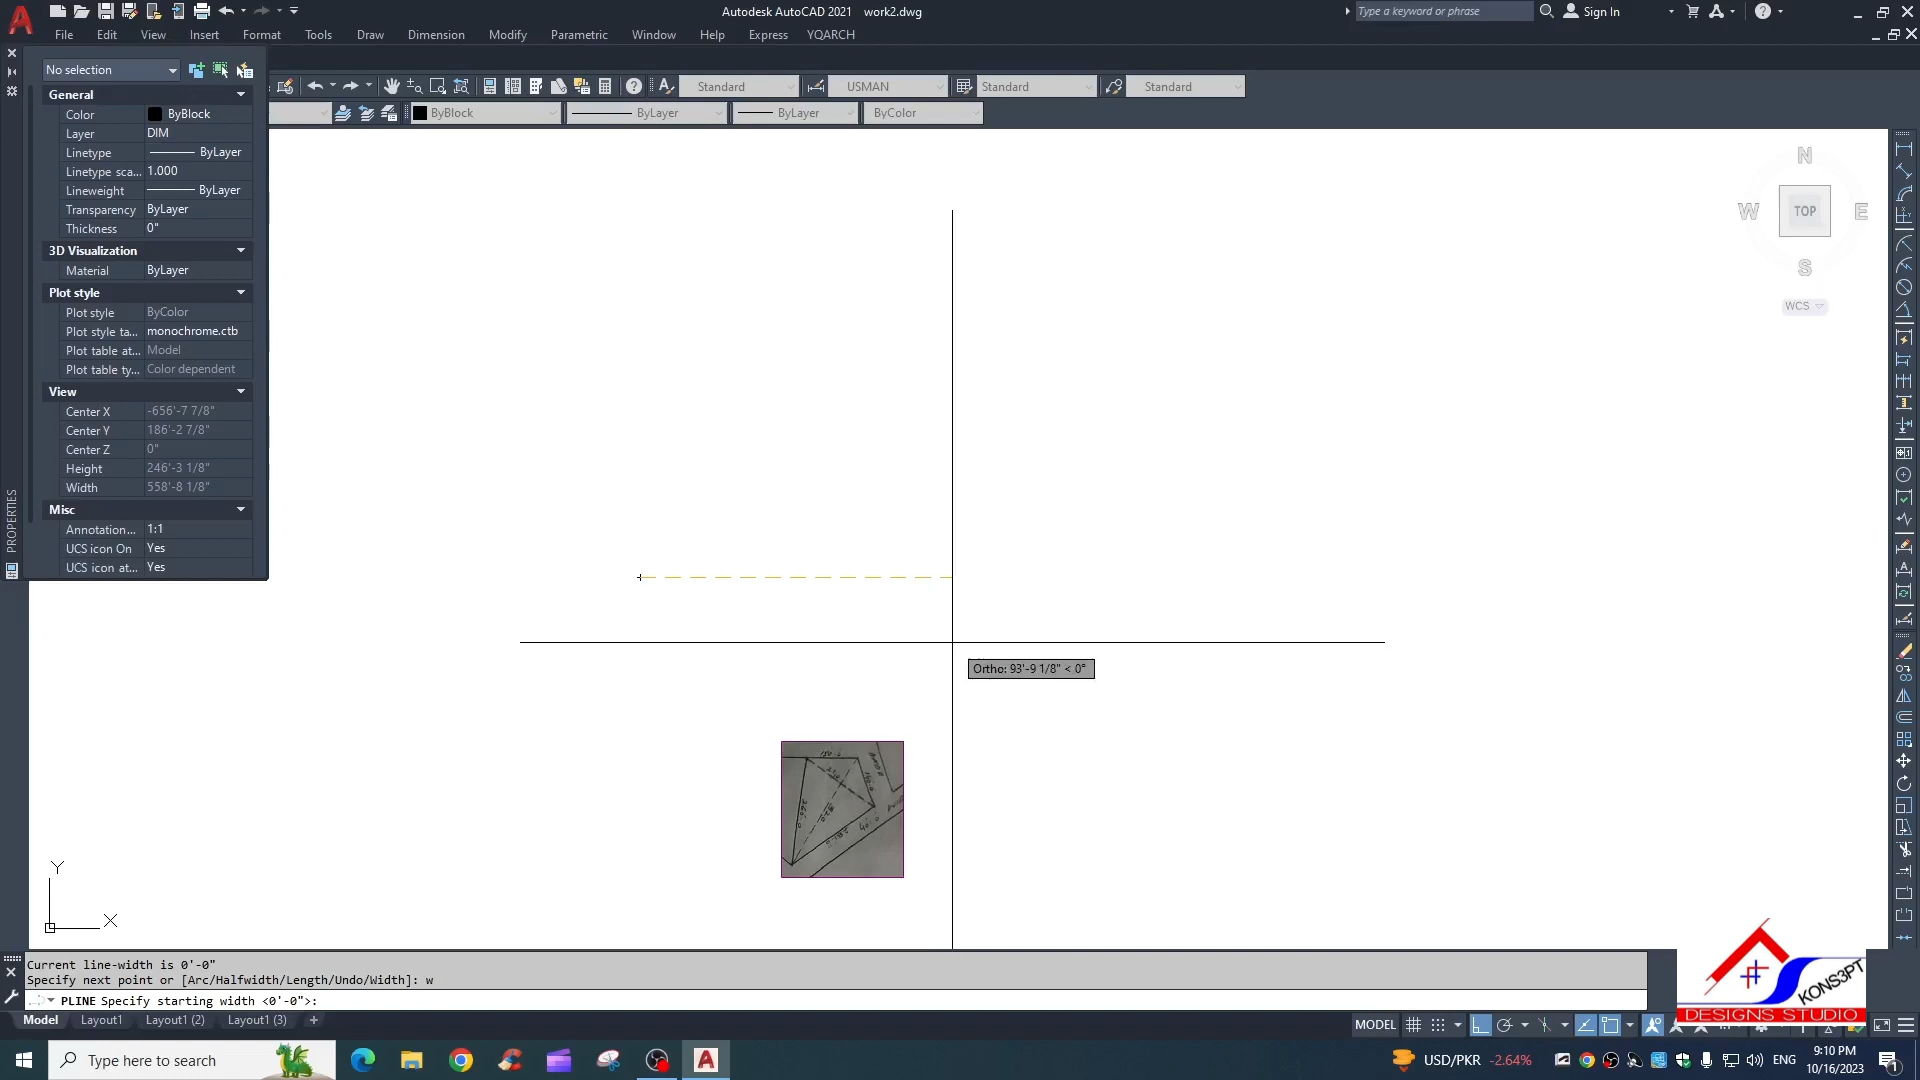 Autodesk AutoCAD 2021 work2.dwg
Type a keyword or phrase
Sign In
File Edit View Insert Format Tools Draw Dimension Modify Parametric Window Help Express YQARCH
No selection
Standard USMAN Standard Standard
ByBlock ByLayer ByLayer ByColor
General
Color ByBlock
Layer DIM
Linetype ByLayer
Linetype sca... 1.000
Lineweight ByLayer
Transparency ByLayer
Thickness 0"
3D Visualization
Material ByLayer
Plot style
Plot style ByColor
Plot style ta... monochrome.ctb
Plot table at... Model
Plot table ty... Color dependent
View
Center X -656'-7 7/8"
Center Y 186'-2 7/8"
Center Z 0"
Height 246'-3 1/8"
Width 558'-8 1/8"
Misc
Annotation... 1:1
UCS icon On Yes
UCS icon at... Yes
PROPERTIES
N
W TOP E
S
WCS
Ortho: 93'-9 1/8" < 0°
Y
X
Current line-width is 0'-0"
Specify next point or [Arc/Halfwidth/Length/Undo/Width]: w
PLINE Specify starting width <0'-0">:
Model Layout1 Layout1 (2) Layout1 (3) +
MODEL
KONS3PT
DESIGNS STUDIO
Type here to search
USD/PKR -2.64%
ENG
9:10 PM
10/16/2023
1